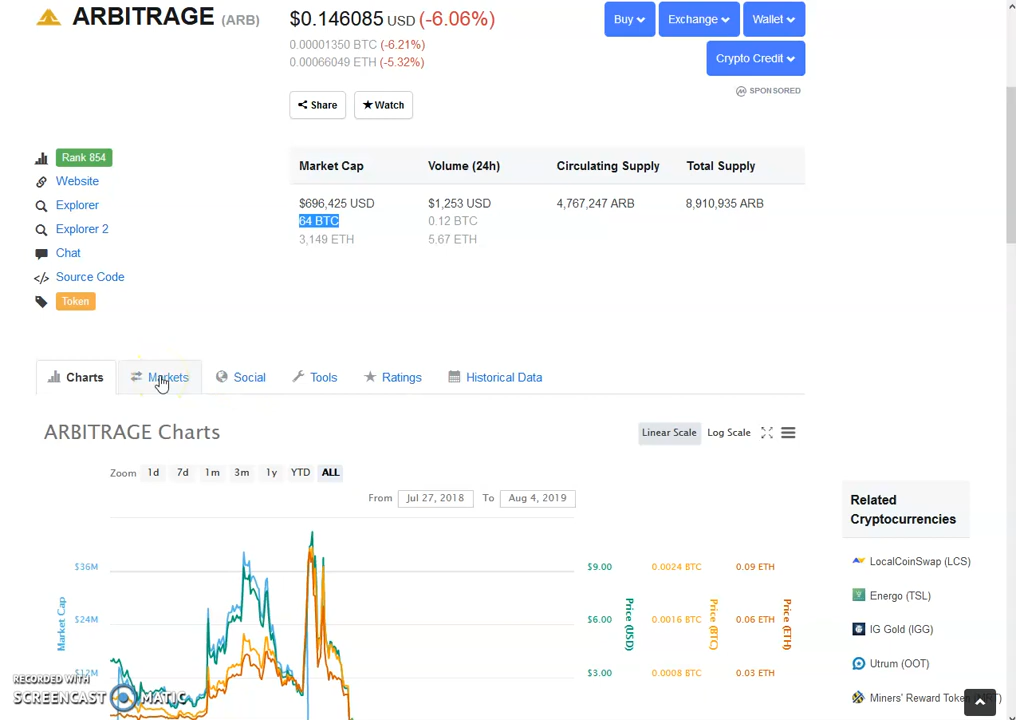 ARBITRAGE (ARB)
$0.146085 USD (-6.06%)
0.00001350 BTC (-6.21%)
0.00066049 ETH (-5.32%)
Buy
Exchange
Wallet
Crypto Credit
SPONSORED
Share
Watch
Rank 854
Website
Explorer
Explorer 2
Chat
Source Code
Token
Market Cap
Volume (24h)
Circulating Supply
Total Supply
$696,425 USD
$1,253 USD
4,767,247 ARB
8,910,935 ARB
64 BTC
0.12 BTC
3,149 ETH
5.67 ETH
Charts
Markets
Social
Tools
Ratings
Historical Data
ARBITRAGE Charts
Linear Scale
Log Scale
Zoom
1d
7d
1m
3m
1y
YTD
ALL
From
Jul 27, 2018
To
Aug 4, 2019
$36M
$24M
$12M
Market Cap
$9.00
$6.00
$3.00
Price (USD)
0.0024 BTC
0.0016 BTC
0.0008 BTC
Price (BTC)
0.09 ETH
0.06 ETH
0.03 ETH
Price (ETH)
Related
Cryptocurrencies
LocalCoinSwap (LCS)
Energo (TSL)
IG Gold (IGG)
Utrum (OOT)
Miners' Reward Token
RECORDED WITH
SCREENCAST MATIC